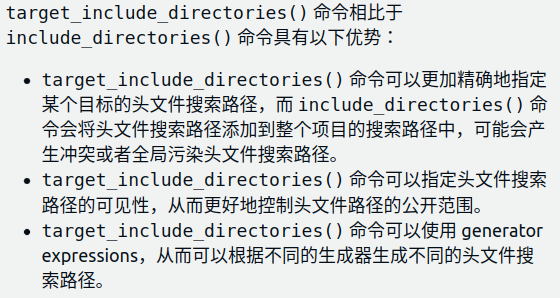 target_include_directories() 命令相比于
include_directories() 命令具有以下优势：
• target_include_directories() 命令可以更加精确地指定
某个目标的头文件搜索路径，而 include_directories() 命
令会将头文件搜索路径添加到整个项目的搜索路径中，可能会产
生冲突或者全局污染头文件搜索路径。
• target_include_directories() 命令可以指定头文件搜索
路径的可见性，从而更好地控制头文件路径的公开范围。
• target_include_directories() 命令可以使用 generator
expressions，从而可以根据不同的生成器生成不同的头文件搜
索路径。